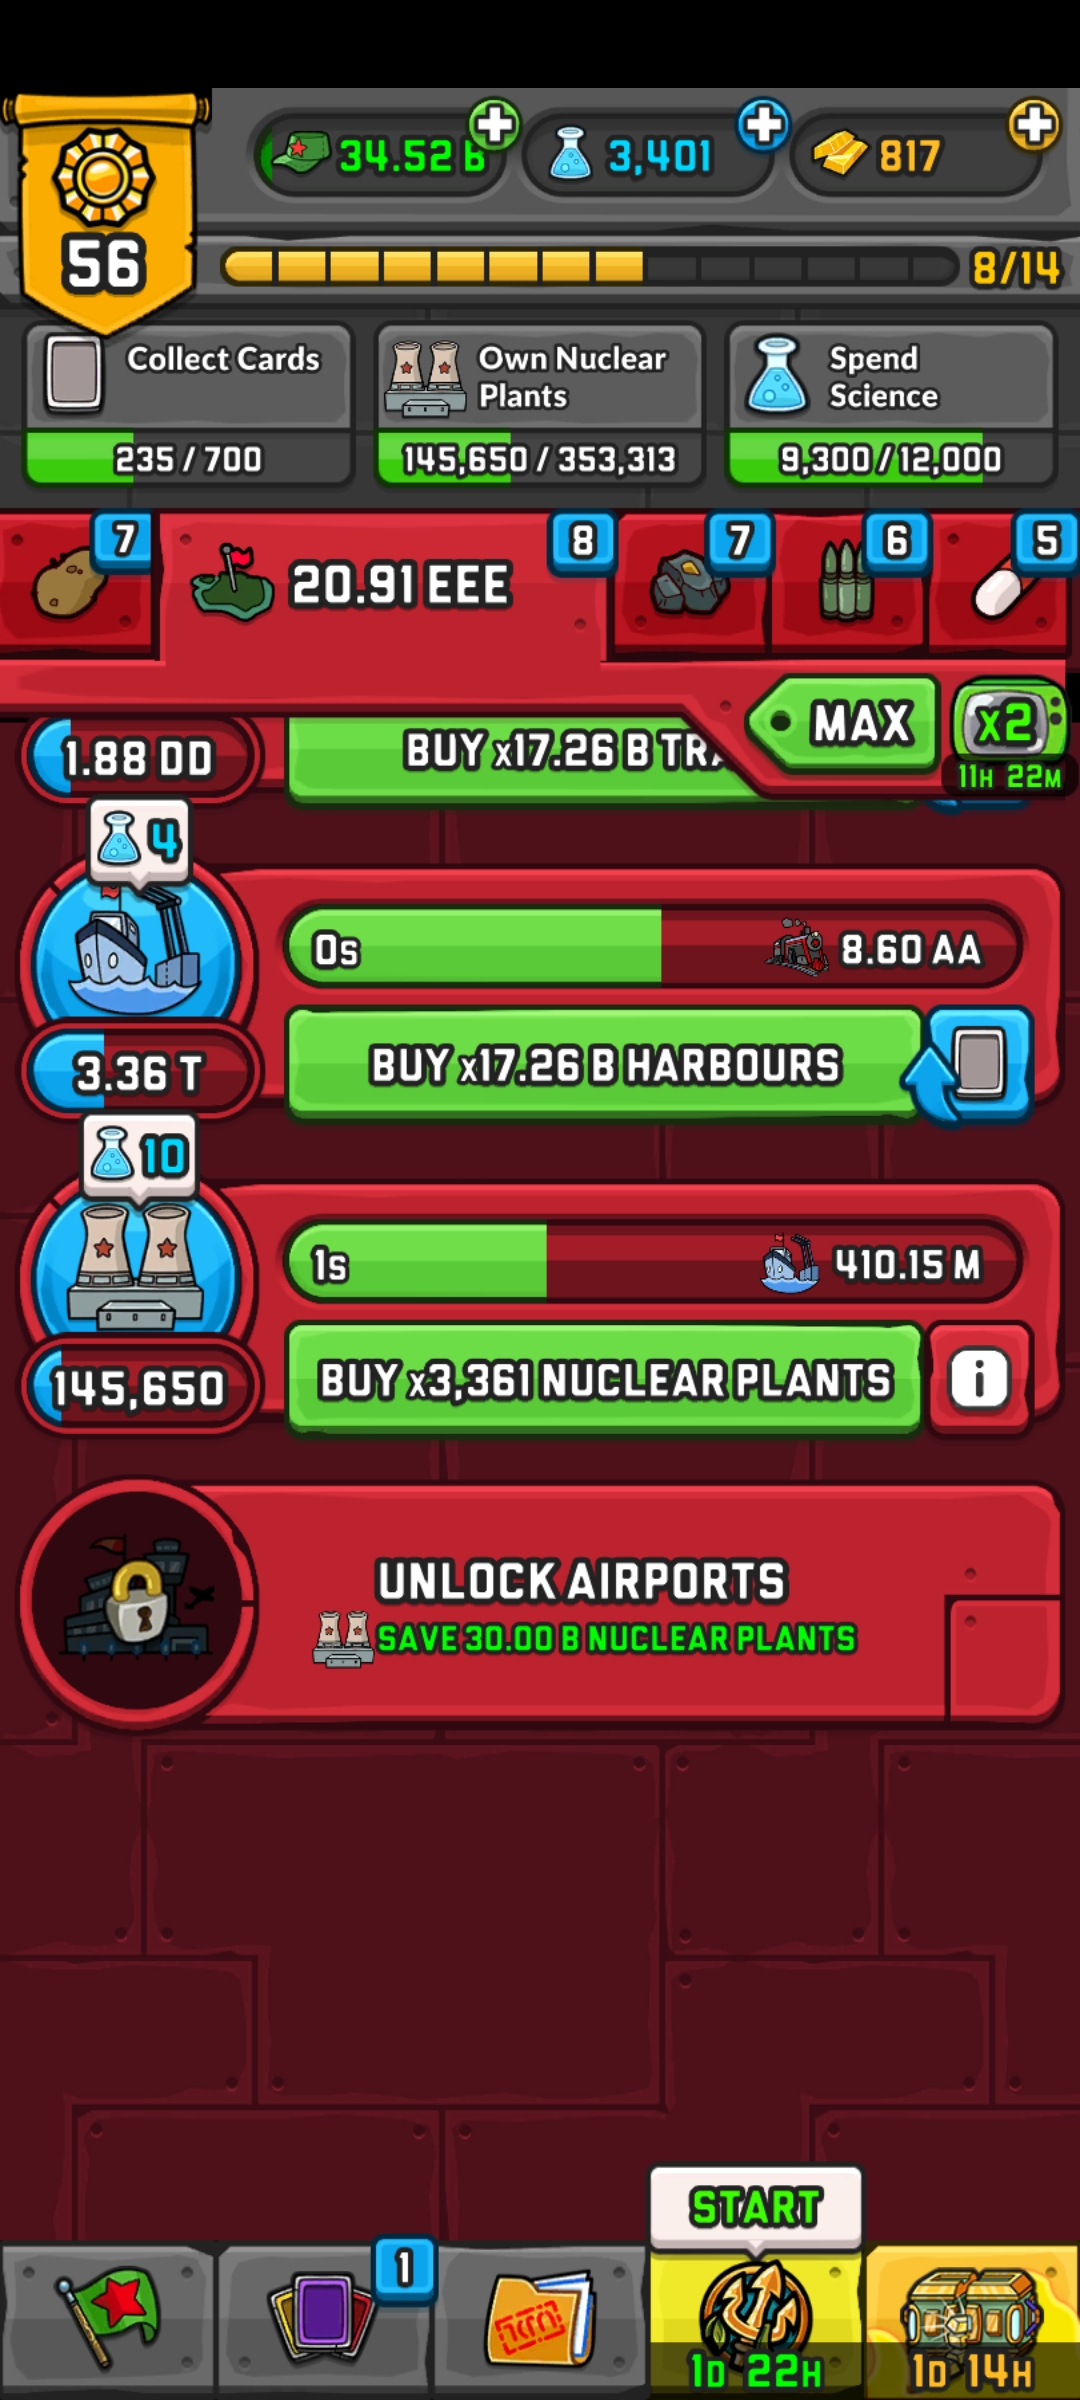 34.52 B
3,401
817
56
8/14
Collect Cards
235 / 700
Own Nuclear
Plants
145,650 / 353,313
Spend
Science
9,300 / 12,000
7
20.91 EEE
8
7
6
5
MAX
x2
11H 22M
1.88 DD
BUY x17.26 B
4
0s
8.60 AA
3.36 T
BUY x17.26 B HARBOURS
10
1s
410.15 M
145,650
BUY x3,361 NUCLEAR PLANTS
i
UNLOCK AIRPORTS
SAVE 30.00 B NUCLEAR PLANTS
START
1
1D 22H
1D 14H